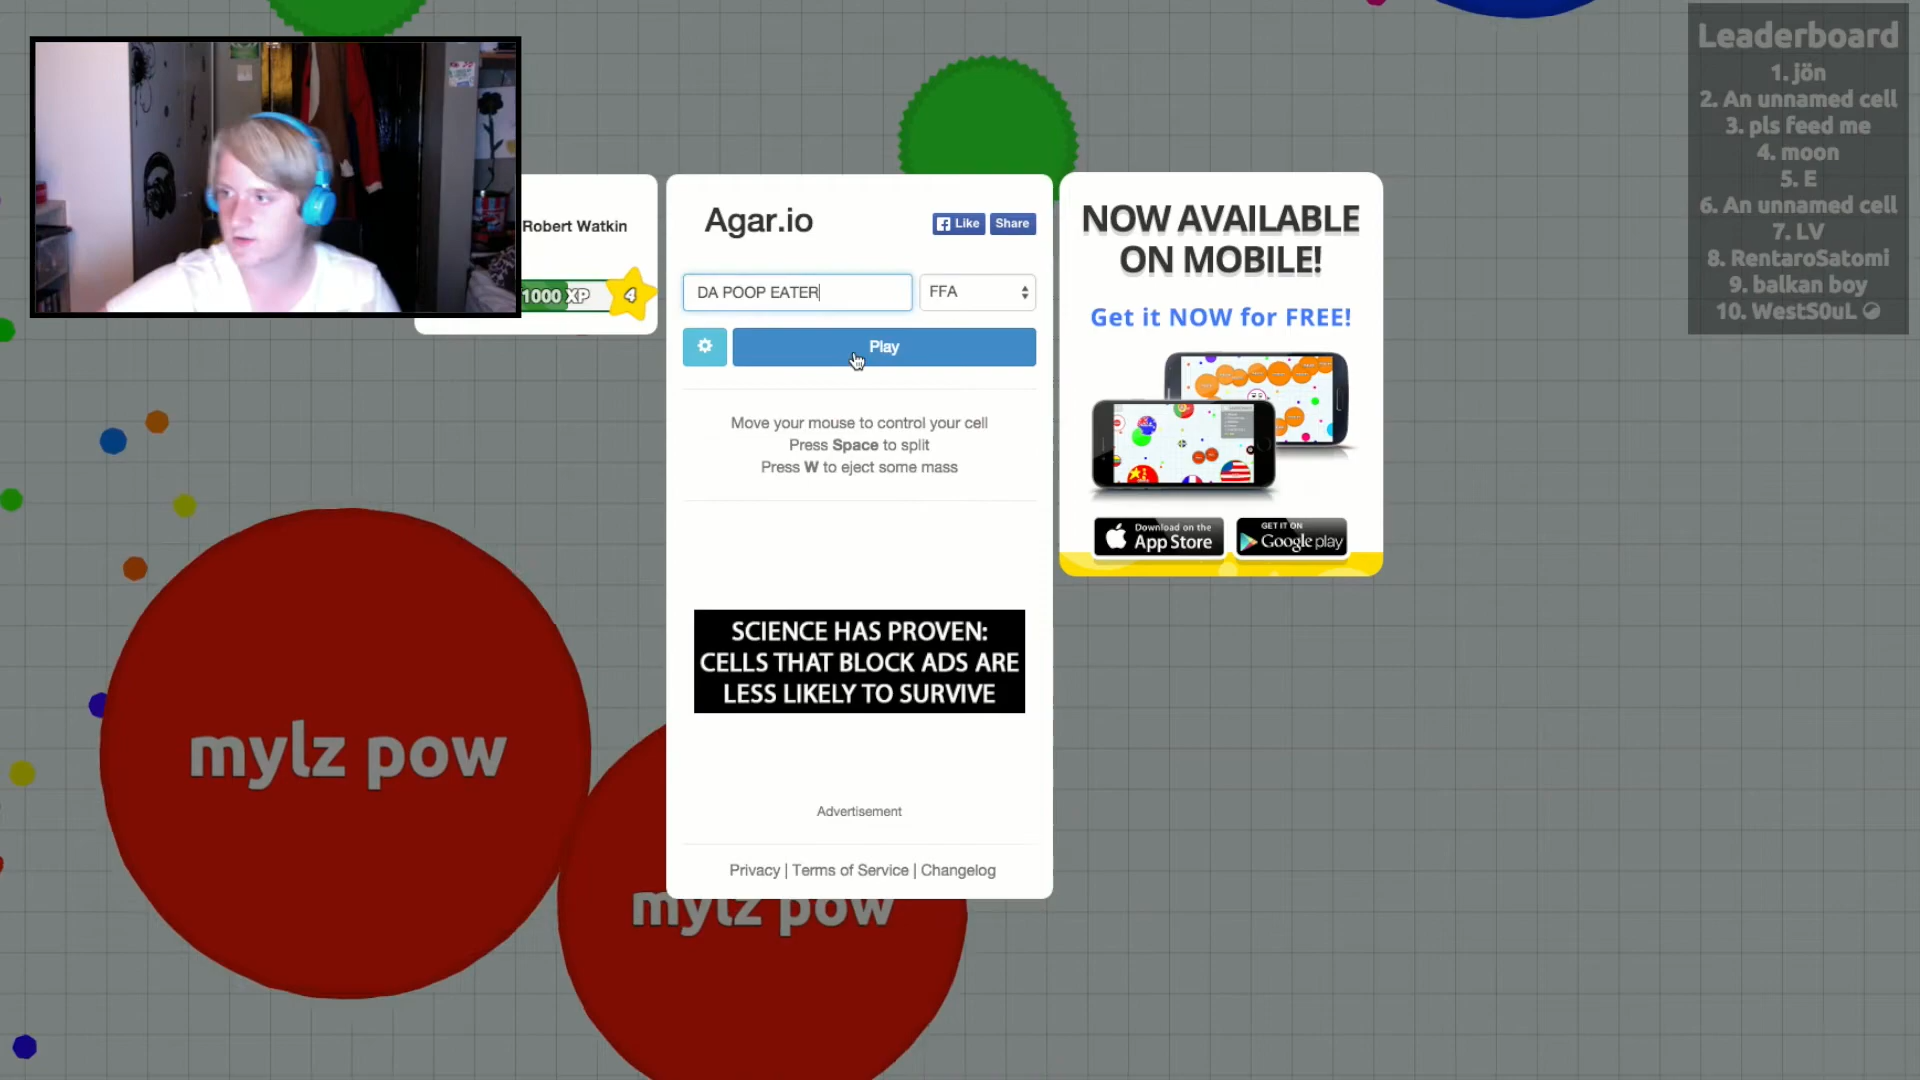 Robert Watkin
1000 XP
4
Agar.io
Like
Share
DA POOP EATER
FFA
Play
Move your mouse to control your cell
Press Space to split
Press W to eject some mass
SCIENCE HAS PROVEN:
CELLS THAT BLOCK ADS ARE
LESS LIKELY TO SURVIVE
Advertisement
Privacy | Terms of Service | Changelog
NOW AVAILABLE
ON MOBILE!
Get it NOW for FREE!
Download on the
App Store
GET IT ON
Google play
Leaderboard
1. jön
2. An unnamed cell
3. pls feed me
4. moon
5. E
6. An unnamed cell
7. LV
8. RentaroSatomi
9. balkan boy
10. WestS0uL
mylz pow
mylz pow